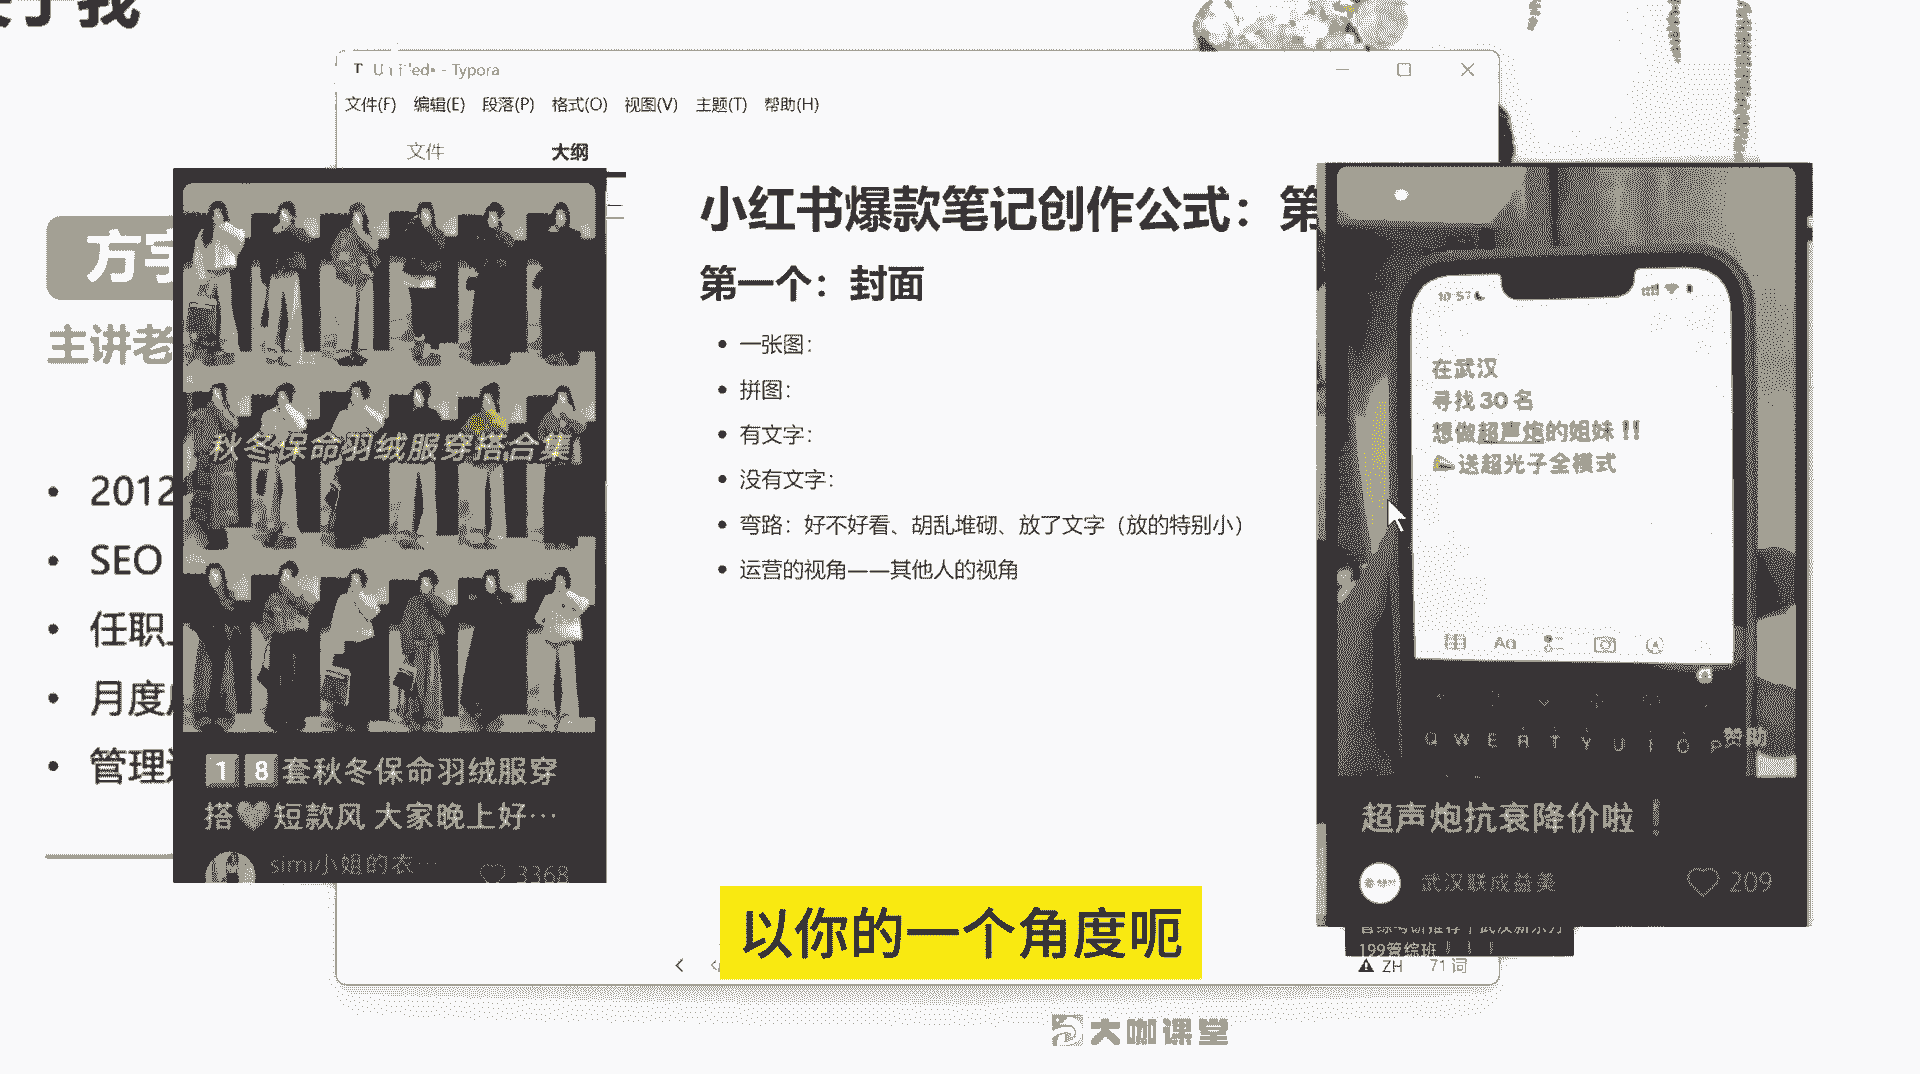 于我
Untitled• - Typora
文件(F) 编辑(E) 段落(P) 格式(O) 视图(V) 主题(T) 帮助(H)
文件 大纲
小红书爆款笔记创作公式：第
第一个：封面
一张图：
拼图：
有文字：
没有文字：
弯路：好不好看、胡乱堆砌、放了文字（放的特别小）
运营的视角——其他人的视角
方宇
主讲老
2012
SEO
任职
月度
管理
秋冬保命羽绒服穿搭合集
18套秋冬保命羽绒服穿
搭🖤短款风 大家晚上好…
simi小姐的衣…
3368
10:57
在武汉
寻找 30 名
想做超声炮的姐妹!!
送超光子全模式
Aa
Q W E R T Y U I O P
赞助
超声炮抗衰降价啦！
武汉联成益美
209
199管综班
ZH 71 词
以你的一个角度呃
大咖课堂